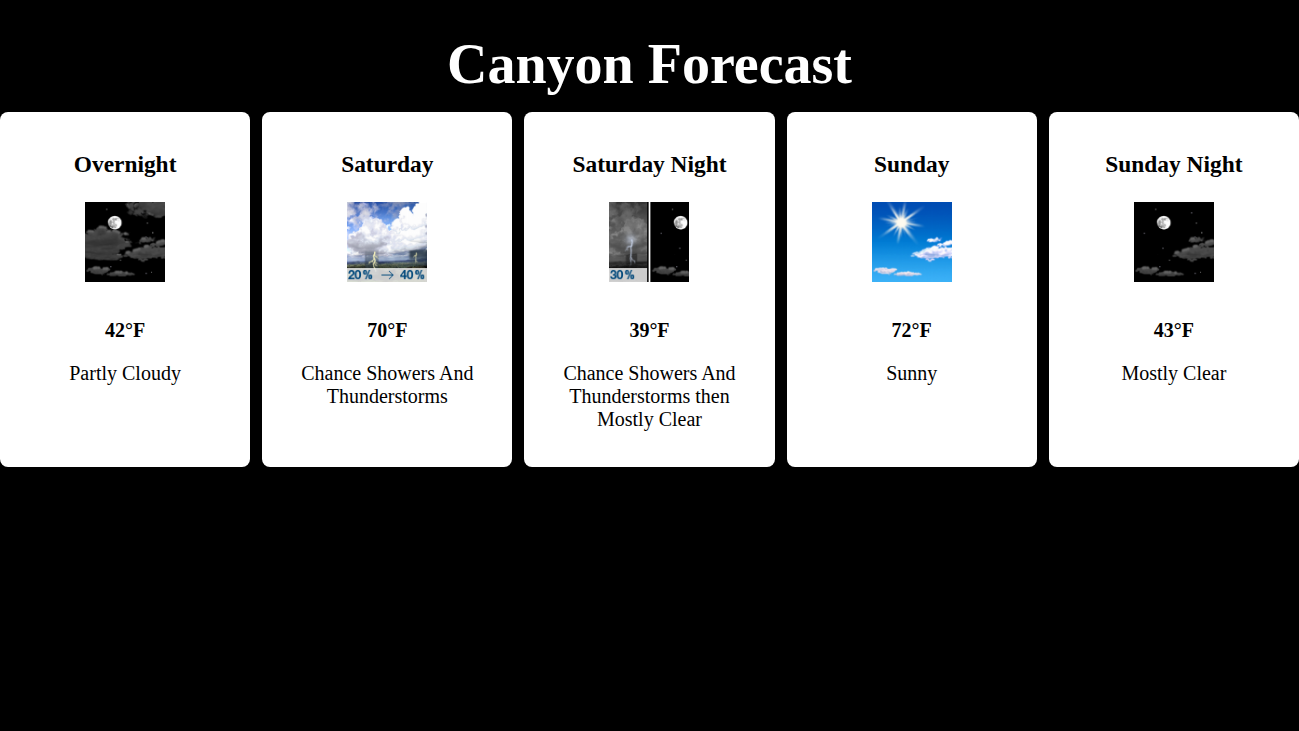 Canyon Forecast
Overnight
42°F
Partly Cloudy
Saturday
20% → 40%
70°F
Chance Showers And
Thunderstorms
Saturday Night
30%
39°F
Chance Showers And
Thunderstorms then
Mostly Clear
Sunday
72°F
Sunny
Sunday Night
43°F
Mostly Clear